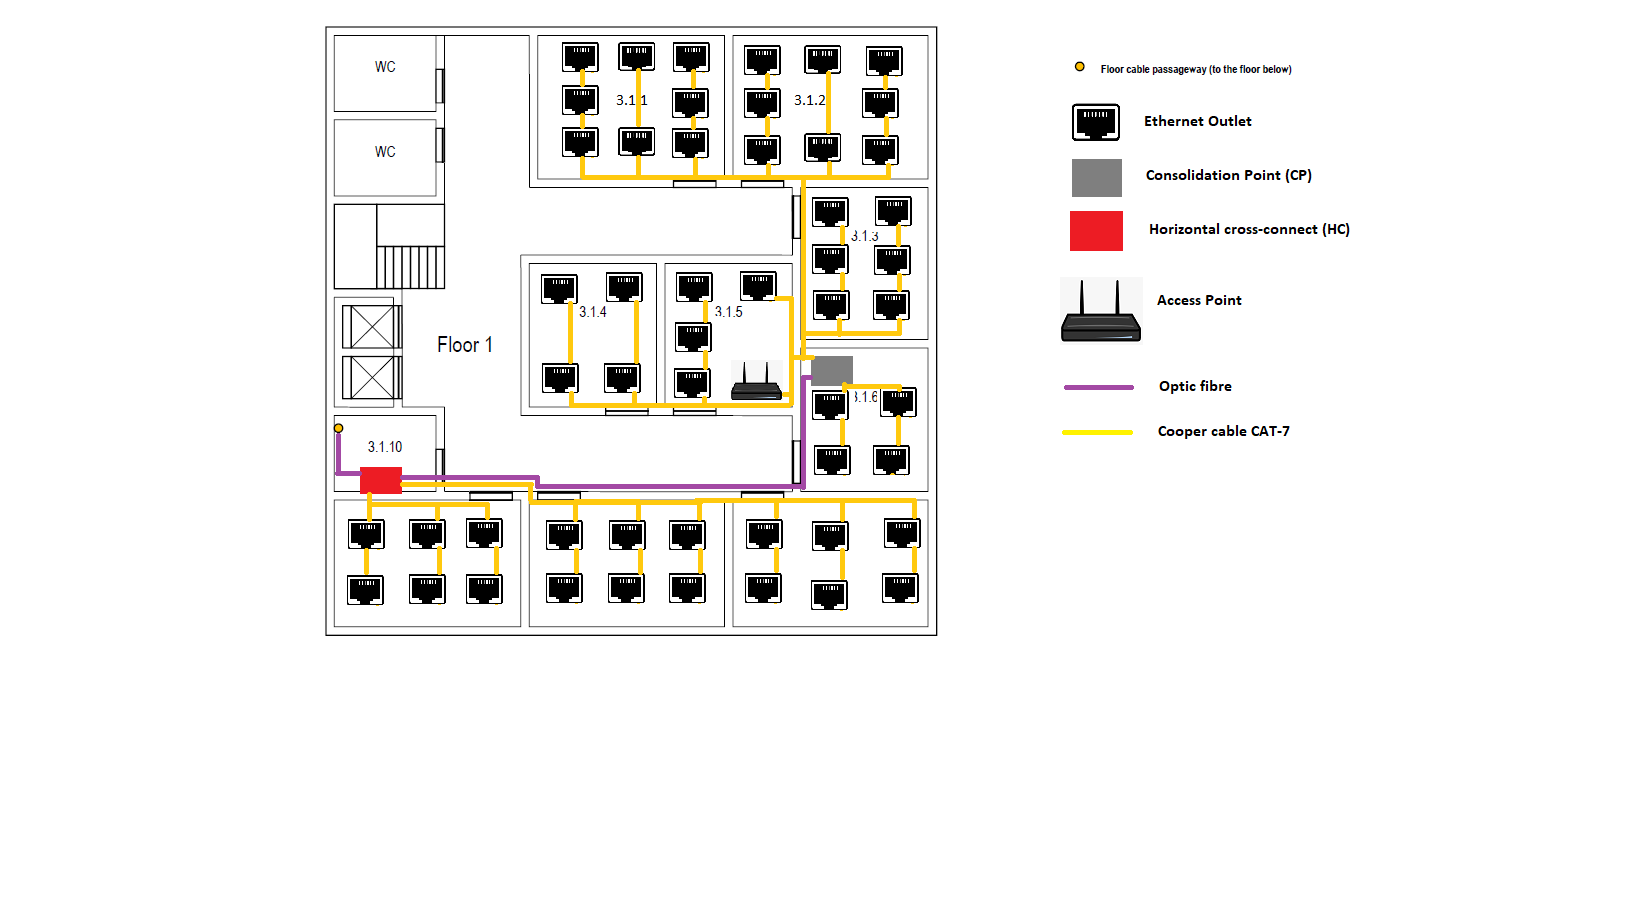 WC
WC
3.1.1
3.1.2
3.1.3
3.1.4
3.1.5
Floor 1
3.1.6
3.1.10
Floor cable passageway (to the floor below)
Ethernet Outlet
Consolidation Point (CP)
Horizontal cross-connect (HC)
Access Point
Optic fibre
Cooper cable CAT-7